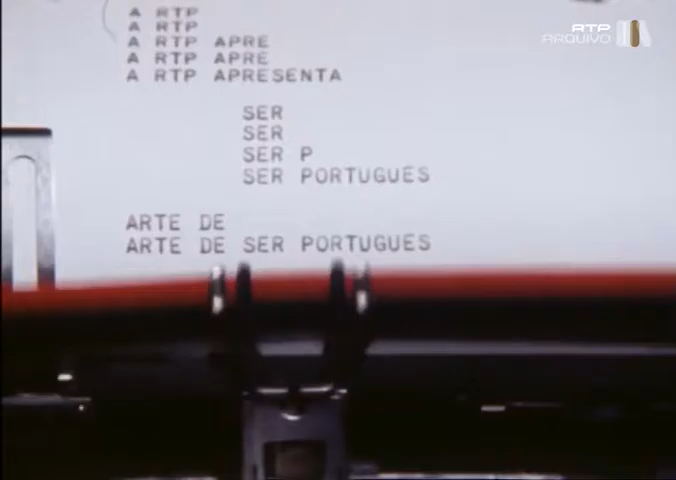 A RTP
A RTP
A RTP APRE
A RTP APRE
A RTP APRESENTA
SER
SER
SER P
SER PORTUGUES
ARTE DE
ARTE DE SER PORTUGUES
RTP
ARQUIVO